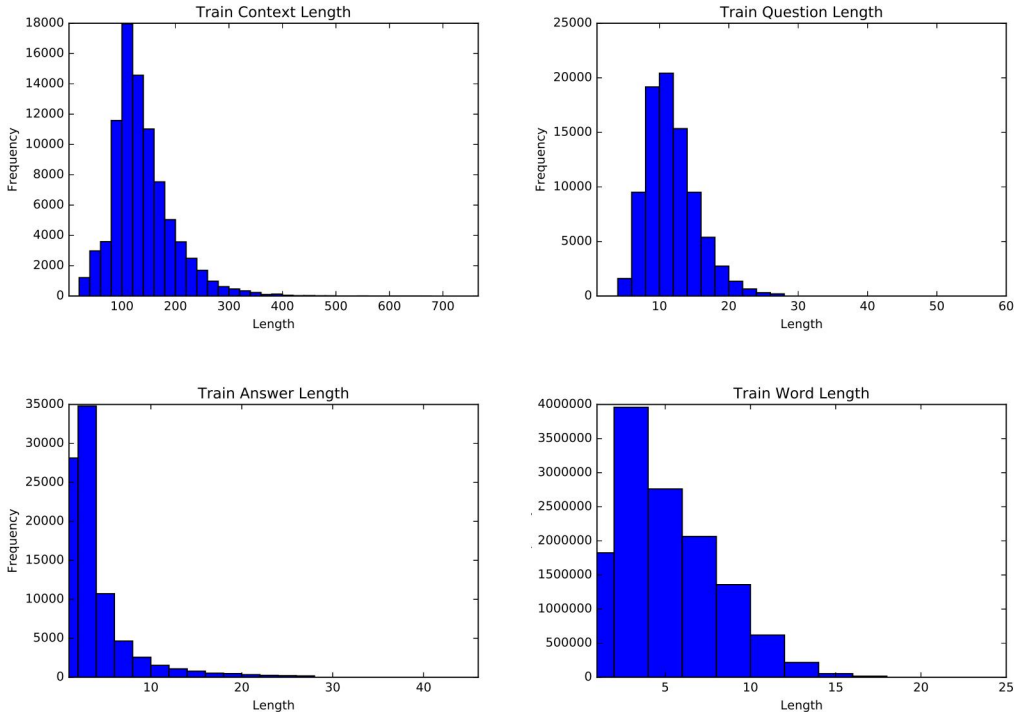 Train Context Length
18000
16000
14000
12000
10000
8000
6000
4000
2000
0
Frequency
100 200 300 400 500 600 700
Length
Train Question Length
25000
20000
15000
10000
5000
0
Frequency
10 20 30 40 50 60
Length
Train Answer Length
35000
30000
25000
20000
15000
10000
5000
0
Frequency
10 20 30 40
Length
Train Word Length
4000000
3500000
3000000
2500000
2000000
1500000
1000000
500000
0
5 10 15 20 25
Length